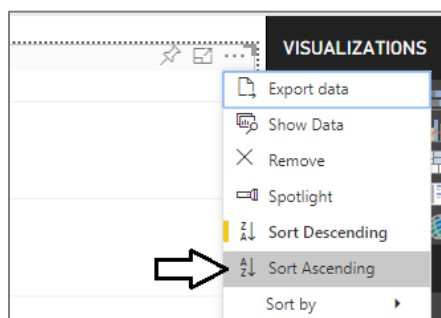 VISUALIZATIONS
Export data
Show Data
Remove
Spotlight
Sort Descending
Sort Ascending
Sort by